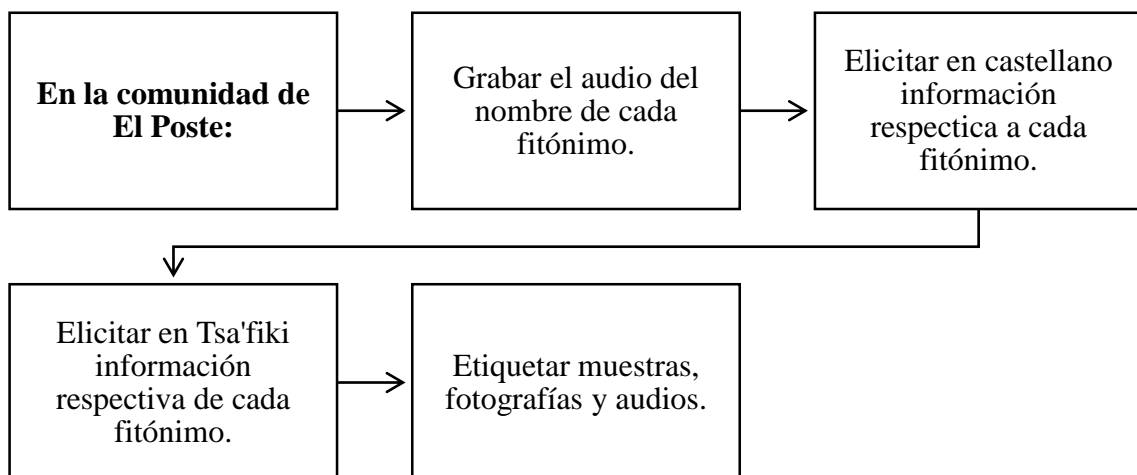 En la comunidad de
El Poste:
Grabar el audio del
nombre de cada
fitónimo.
Elicitar en castellano
información
respectica a cada
fitónimo.
Elicitar en Tsa'fiki
información
respectiva de cada
fitónimo.
Etiquetar muestras,
fotografías y audios.